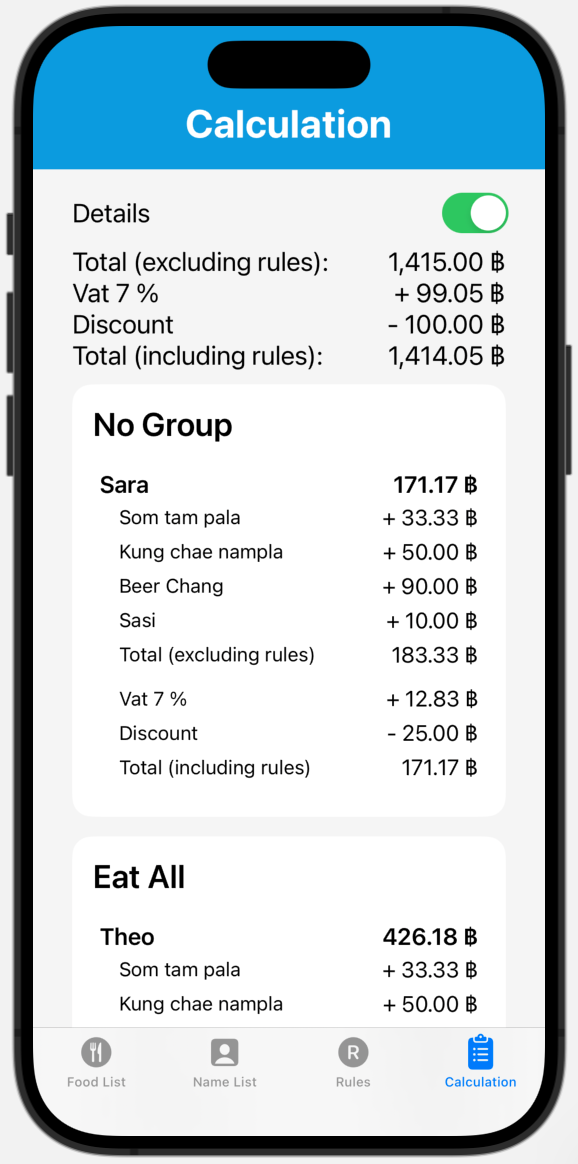 Calculation
Details
Total (excluding rules): 1,415.00 ฿
Vat 7 % + 99.05 ฿
Discount - 100.00 ฿
Total (including rules): 1,414.05 ฿
No Group
Sara 171.17 ฿
Som tam pala + 33.33 ฿
Kung chae nampla + 50.00 ฿
Beer Chang + 90.00 ฿
Sasi + 10.00 ฿
Total (excluding rules) 183.33 ฿
Vat 7 % + 12.83 ฿
Discount - 25.00 ฿
Total (including rules) 171.17 ฿
Eat All
Theo 426.18 ฿
Som tam pala + 33.33 ฿
Kung chae nampla + 50.00 ฿
R
Food List Name List Rules Calculation